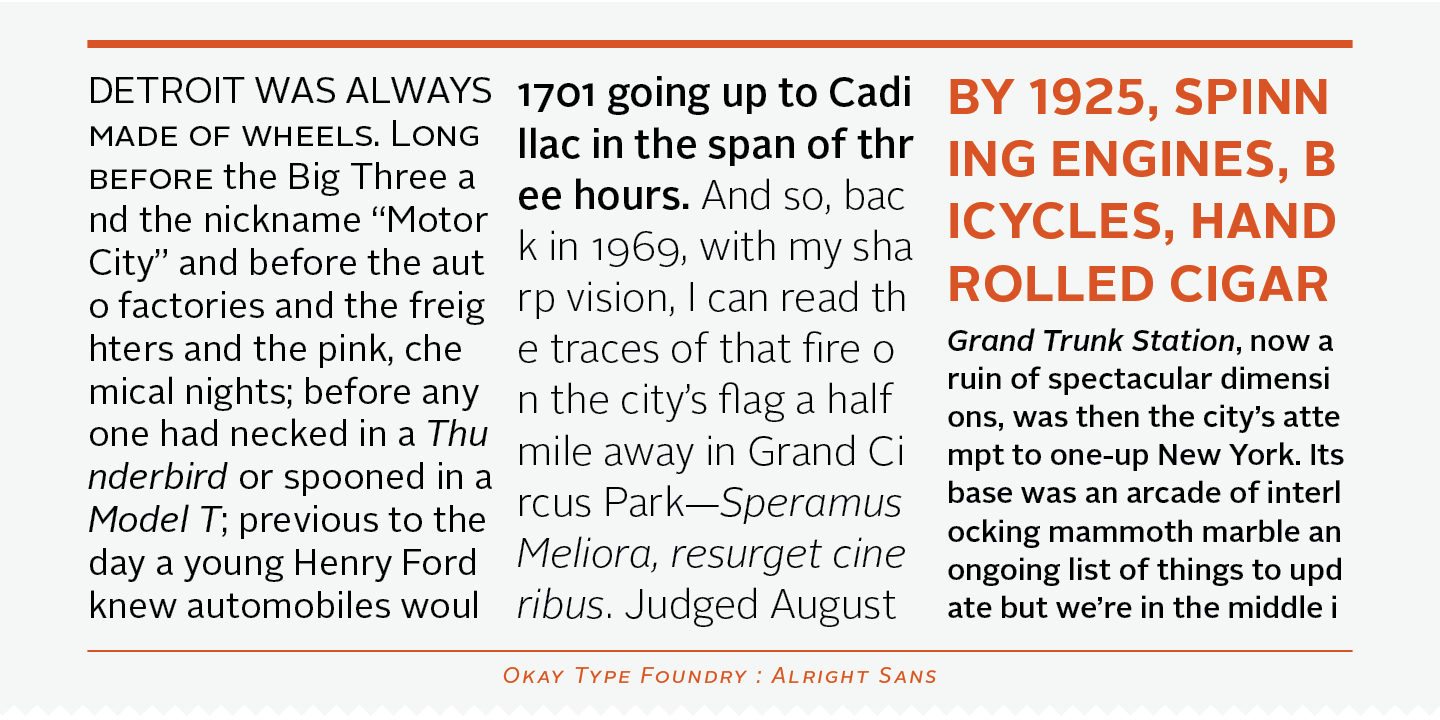 DETROIT WAS ALWAYS
MADE OF WHEELS. LONG
BEFORE the Big Three a
nd the nickname “Motor
City” and before the aut
o factories and the freig
hters and the pink, che
mical nights; before any
one had necked in a Thu
nderbird or spooned in a
Model T; previous to the
day a young Henry Ford
knew automobiles woul
1701 going up to Cadi
llac in the span of thr
ee hours. And so, bac
k in 1969, with my sha
rp vision, I can read th
e traces of that fire o
n the city’s flag a half
mile away in Grand Ci
rcus Park—Speramus
Meliora, resurget cine
ribus. Judged August
BY 1925, SPINN
ING ENGINES, B
ICYCLES, HAND
ROLLED CIGAR
Grand Trunk Station, now a
ruin of spectacular dimensi
ons, was then the city’s atte
mpt to one-up New York. Its
base was an arcade of interl
ocking mammoth marble an
ongoing list of things to upd
ate but we’re in the middle i
OKAY TYPE FOUNDRY : ALRIGHT SANS